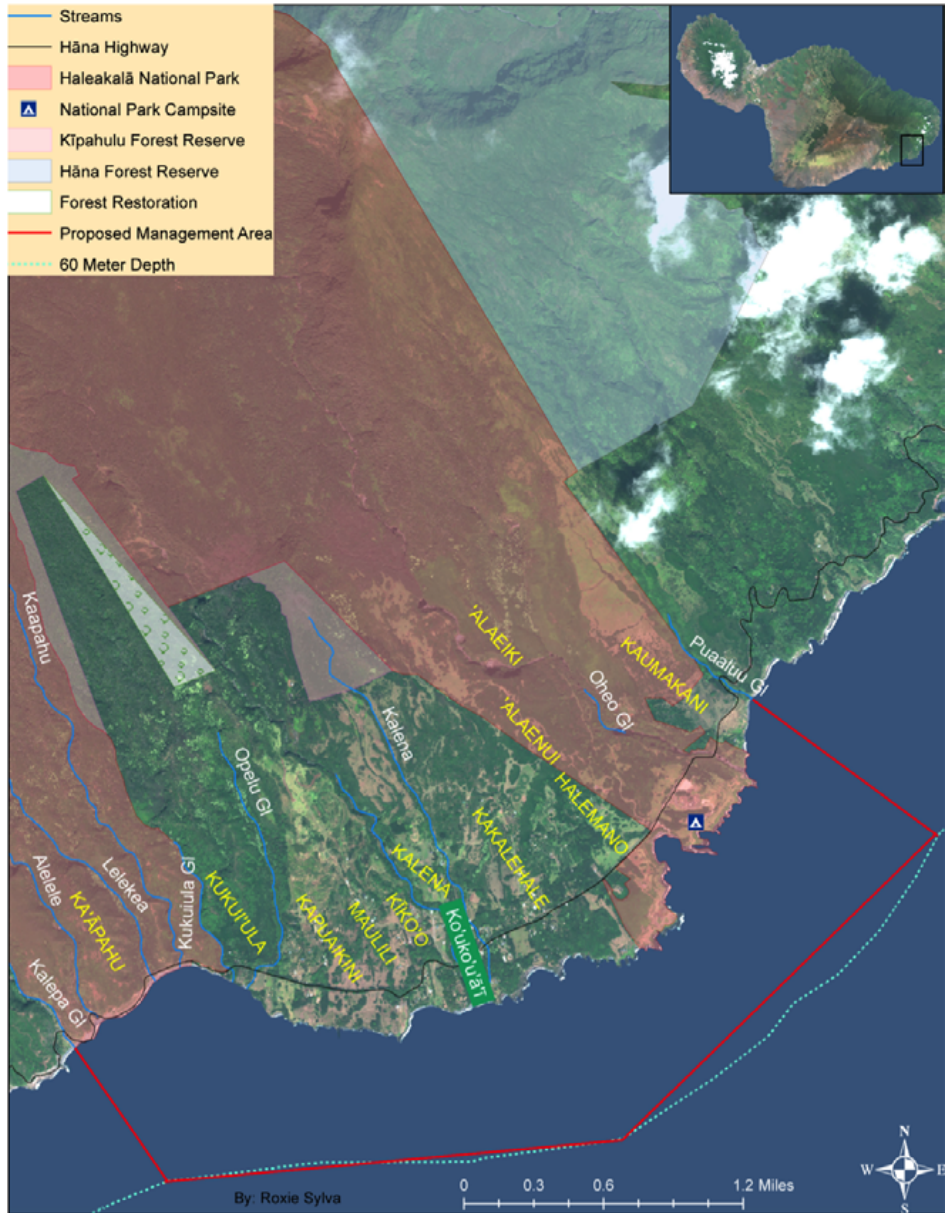 Streams
Hāna Highway
Haleakalā National Park
National Park Campsite
Kīpahulu Forest Reserve
Hāna Forest Reserve
Forest Restoration
Proposed Management Area
60 Meter Depth
Kaapahu
'ALAEIKI
KAUMAKANI
Puaaluu Gl
Oheo Gl
Kalena
'ALAENUI
Opelu Gl
HALEMANO
KAKALEHALE
Alelele
Lelekea
Kukuiula Gl
KALENA
KA'ĀPAHU
KUKUI'ULA
KAPUAIKINI
MAULILI
KĪKO'O
Ko'uko'u'ā'ī
Kalepa Gl
By: Roxie Sylva
0 0.3 0.6 1.2 Miles
N
W E
S